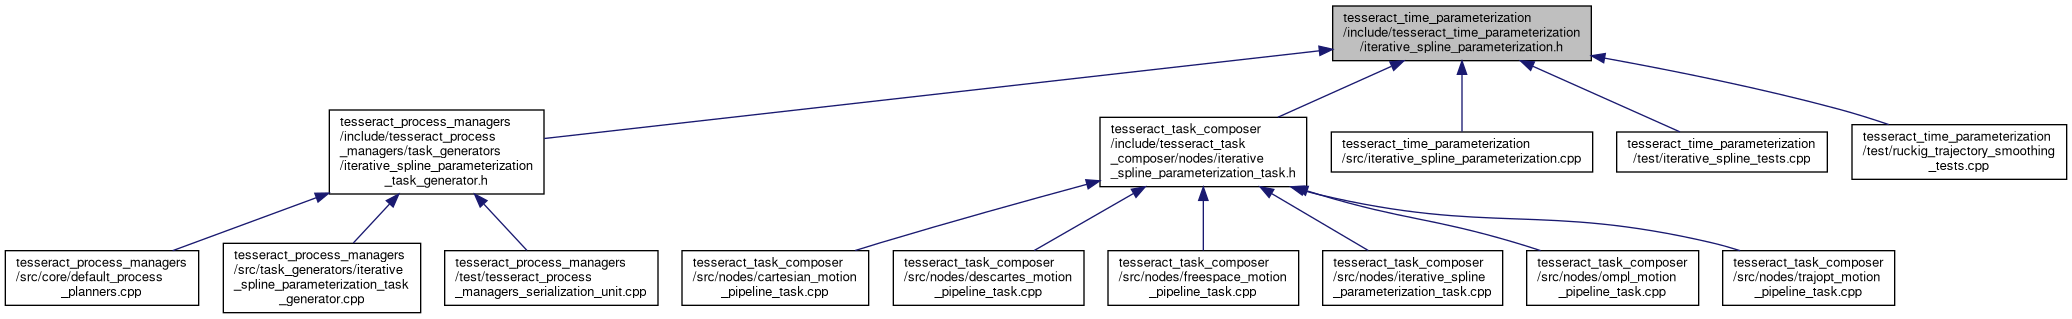 tesseract_time_parameterization
/include/tesseract_time_parameterization
/iterative_spline_parameterization.h
tesseract_process_managers
/include/tesseract_process
_managers/task_generators
/iterative_spline_parameterization
_task_generator.h
tesseract_task_composer
/include/tesseract_task
_composer/nodes/iterative
_spline_parameterization_task.h
tesseract_time_parameterization
/src/iterative_spline_parameterization.cpp
tesseract_time_parameterization
/test/iterative_spline_tests.cpp
tesseract_time_parameterization
/test/ruckig_trajectory_smoothing
_tests.cpp
tesseract_process_managers
/src/core/default_process
_planners.cpp
tesseract_process_managers
/src/task_generators/iterative
_spline_parameterization_task
_generator.cpp
tesseract_process_managers
/test/tesseract_process
_managers_serialization_unit.cpp
tesseract_task_composer
/src/nodes/cartesian_motion
_pipeline_task.cpp
tesseract_task_composer
/src/nodes/descartes_motion
_pipeline_task.cpp
tesseract_task_composer
/src/nodes/freespace_motion
_pipeline_task.cpp
tesseract_task_composer
/src/nodes/iterative_spline
_parameterization_task.cpp
tesseract_task_composer
/src/nodes/ompl_motion
_pipeline_task.cpp
tesseract_task_composer
/src/nodes/trajopt_motion
_pipeline_task.cpp